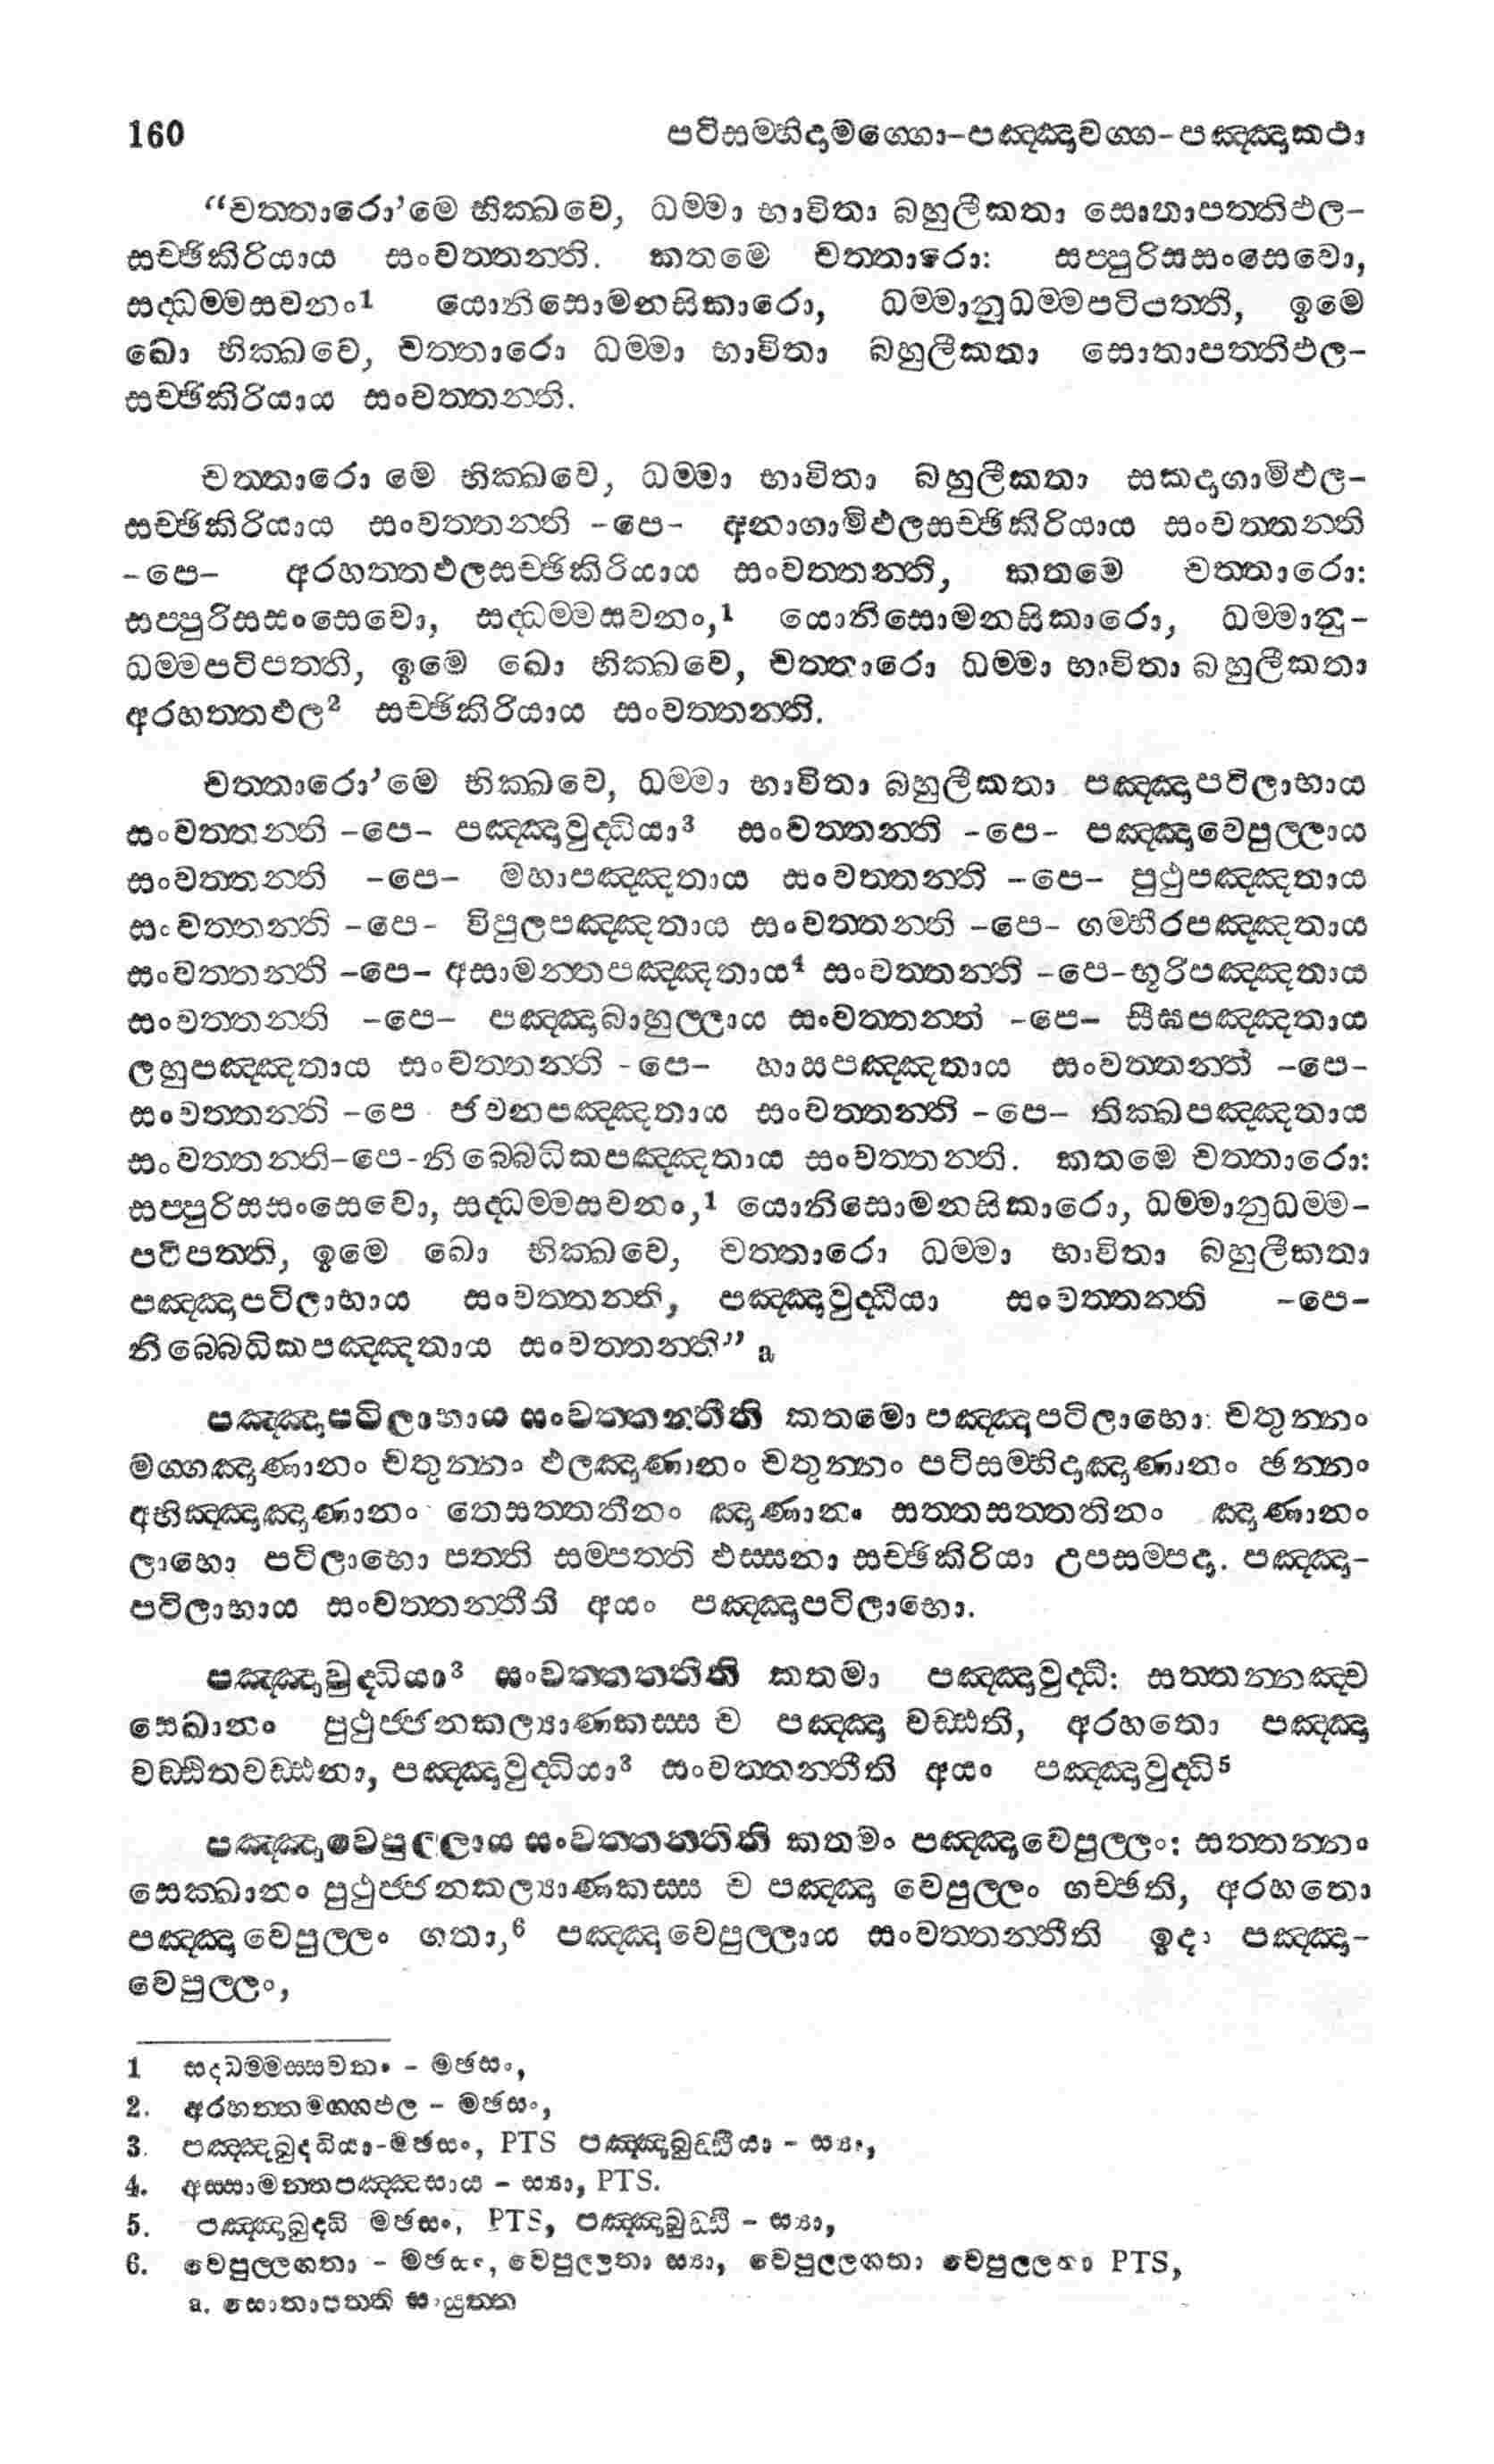 160 පටිසම්භිදාමග්ගො-පඤ්ඤාවග්ග-පඤ්ඤාකථා
“චත්තාරො’මෙ භික්ඛවෙ, ධම්මා භාවිතා බහුලීකතා සොතාපත්තිඵල-
සච්ඡිකිරියාය සංවත්තන්ති. කතමෙ චත්තාරො: සප්පුරිසසංසෙවො,
සද්ධම්මසවනං1 යොනිසොමනසිකාරො, ධම්මානුධම්මපටිපත්ති, ඉමෙ
ඛො භික්ඛවෙ, චත්තාරො ධම්මා භාවිතා බහුලීකතා සොතාපත්තිඵල-
සච්ඡිකිරියාය සංවත්තන්ති.
චත්තාරො මෙ භික්ඛවෙ, ධම්මා භාවිතා බහුලීකතා සකදාගාමිඵල-
සච්ඡිකිරියාය සංවත්තන්ති -පෙ- අනාගාමිඵලසච්ඡිකිරියාය සංවත්තන්ති
-පෙ- අරහත්තඵලසච්ඡිකිරියාය සංවත්තන්ති, කතමෙ චත්තාරො:
සප්පුරිසසංසෙවො, සද්ධම්මසවනං,1 යොනිසොමනසිකාරො, ධම්මානු-
ධම්මපටිපත්ති, ඉමෙ ඛො භික්ඛවෙ, චත්තාරො ධම්මා භාවිතා බහුලීකතා
අරහත්තඵල2 සච්ඡිකිරියාය සංවත්තන්ති.
චත්තාරො’මෙ භික්ඛවෙ, ධම්මා භාවිතා බහුලීකතා පඤ්ඤාපටිලාභාය
සංවත්තන්ති -පෙ- පඤ්ඤාවුද්ධියා3 සංවත්තන්ති -පෙ- පඤ්ඤාවෙපුල්ලාය
සංවත්තන්ති -පෙ- මහාපඤ්ඤතාය සංවත්තන්ති -පෙ- පුථුපඤ්ඤතාය
සංවත්තන්ති -පෙ- විපුලපඤ්ඤතාය සංවත්තන්ති -පෙ- ගම්භීරපඤ්ඤතාය
සංවත්තන්ති -පෙ- අසාමන්තපඤ්ඤතාය4 සංවත්තන්ති -පෙ-භූරිපඤ්ඤතාය
සංවත්තන්ති -පෙ- පඤ්ඤාබාහුල්ලාය සංවත්තන්ති -පෙ- සීඝපඤ්ඤතාය
ලහුපඤ්ඤතාය සංවත්තන්ති -පෙ- හාසපඤ්ඤතාය සංවත්තන්ති -පෙ-
සංවත්තන්ති -පෙ- ජවනපඤ්ඤතාය සංවත්තන්ති -පෙ- තික්ඛපඤ්ඤතාය
සංවත්තන්ති-පෙ-නිබ්බෙධිකපඤ්ඤතාය සංවත්තන්ති. කතමෙ චත්තාරො:
සප්පුරිසසංසෙවො, සද්ධම්මසවනං,1 යොනිසොමනසිකාරො, ධම්මානුධම්ම-
පටිපත්ති, ඉමෙ ඛො භික්ඛවෙ, චත්තාරො ධම්මා භාවිතා බහුලීකතා
පඤ්ඤාපටිලාභාය සංවත්තන්ති, පඤ්ඤාවුද්ධියා සංවත්තන්ති -පෙ-
නිබ්බෙධිකපඤ්ඤතාය සංවත්තන්ති” a
පඤ්ඤාපටිලාභාය සංවත්තන්තීති කතමො පඤ්ඤාපටිලාභො: චතුන්නං
මග්ගඤාණානං චතුන්නං ඵලඤාණානං චතුන්නං පටිසම්භිදාඤාණානං ඡන්නං
අභිඤ්ඤාඤාණානං තෙසත්තතීනං ඤාණානං සත්තසත්තතිනං ඤාණානං
ලාභො පටිලාභො පත්ති සම්පත්ති ඵස්සනා සච්ඡිකිරියා උපසම්පදා. පඤ්ඤා-
පටිලාභාය සංවත්තන්තීති අයං පඤ්ඤාපටිලාභො.
පඤ්ඤාවුද්ධියා3 සංවත්තන්තීති කතමා පඤ්ඤාවුද්ධි: සත්තන්නඤ්ච
සෙඛානං පුථුජ්ජනකල්‍යාණකස්ස ච පඤ්ඤා වඩ්ඪති, අරහතො පඤ්ඤා
වඩ්ඪිතවඩ්ඪනා, පඤ්ඤාවුද්ධියා3 සංවත්තන්තීති අයං පඤ්ඤාවුද්ධි5
පඤ්ඤාවෙපුල්ලාය සංවත්තන්තිති කතමං පඤ්ඤාවෙපුල්ලං: සත්තන්නං
සෙක්ඛානං පුථුජ්ජනකල්‍යාණකස්ස ච පඤ්ඤා වෙපුල්ලං ගච්ඡති, අරහතො
පඤ්ඤා වෙපුල්ලං ගතා,6 පඤ්ඤාවෙපුල්ලාය සංවත්තන්තීති ඉදං පඤ්ඤා-
වෙපුල්ලං,
1 සද්ධම්මස්සවනං - මඡසං,
2. අරහත්තමග්ගඵල - මඡසං,
3. පඤ්ඤබුද්ධියා-මඡසං, PTS පඤ්ඤාබුඩ්ඪියා - ස්‍යා,
4. අස්සාමන්තපඤ්ඤසාය - ස්‍යා, PTS.
5. පඤ්ඤාබුද්ධි මඡසං, PTS, පඤ්ඤාබුඩ්ඪි - ස්‍යා,
6. වෙපුල්ලගතා - මඡසං, ස්‍යා, වෙපුල්ලගතා PTS,
a. සොතාපත්ති සංයුත්ත